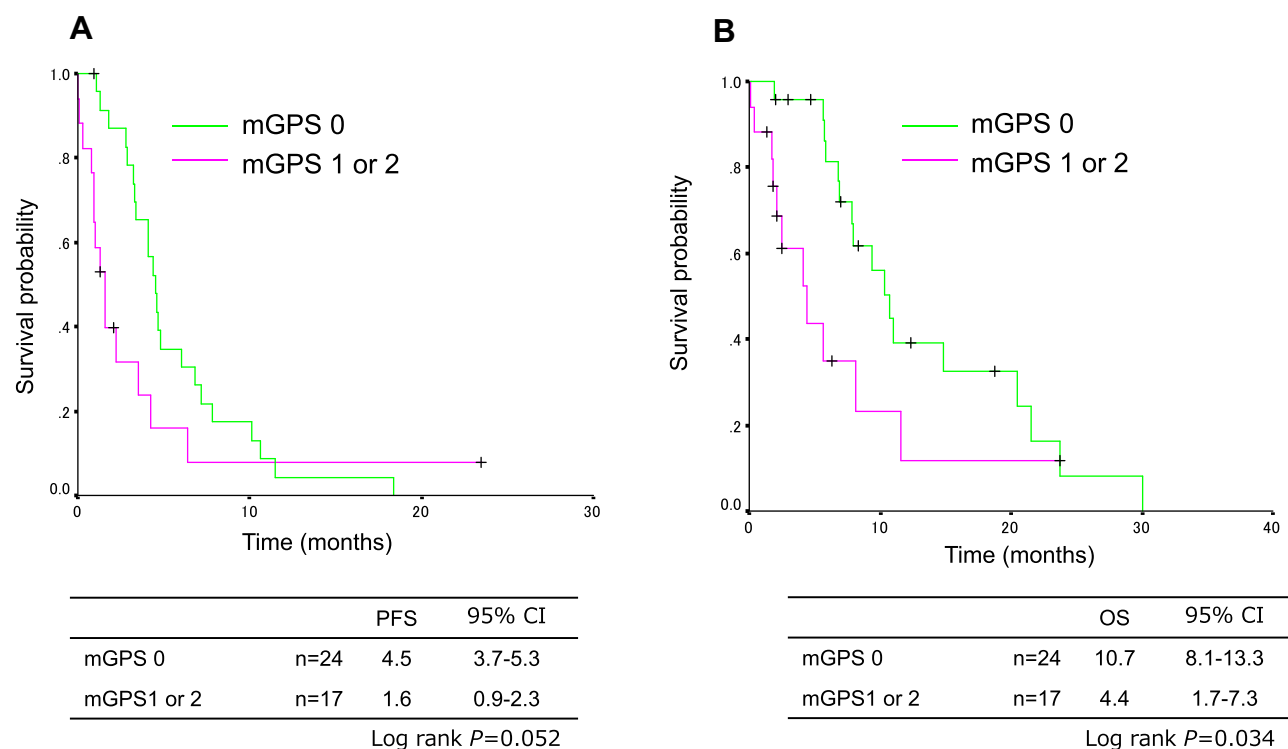 A
1.0
.8
.6
.4
.2
0.0
Survival probability
mGPS 0
mGPS 1 or 2
0 10 20 30
Time (months)
PFS 95% CI
mGPS 0 n=24 4.5 3.7-5.3
mGPS1 or 2 n=17 1.6 0.9-2.3
Log rank P=0.052
B
1.0
.8
.6
.4
.2
0.0
Survival probability
mGPS 0
mGPS 1 or 2
0 10 20 30 40
Time (months)
OS 95% CI
mGPS 0 n=24 10.7 8.1-13.3
mGPS1 or 2 n=17 4.4 1.7-7.3
Log rank P=0.034